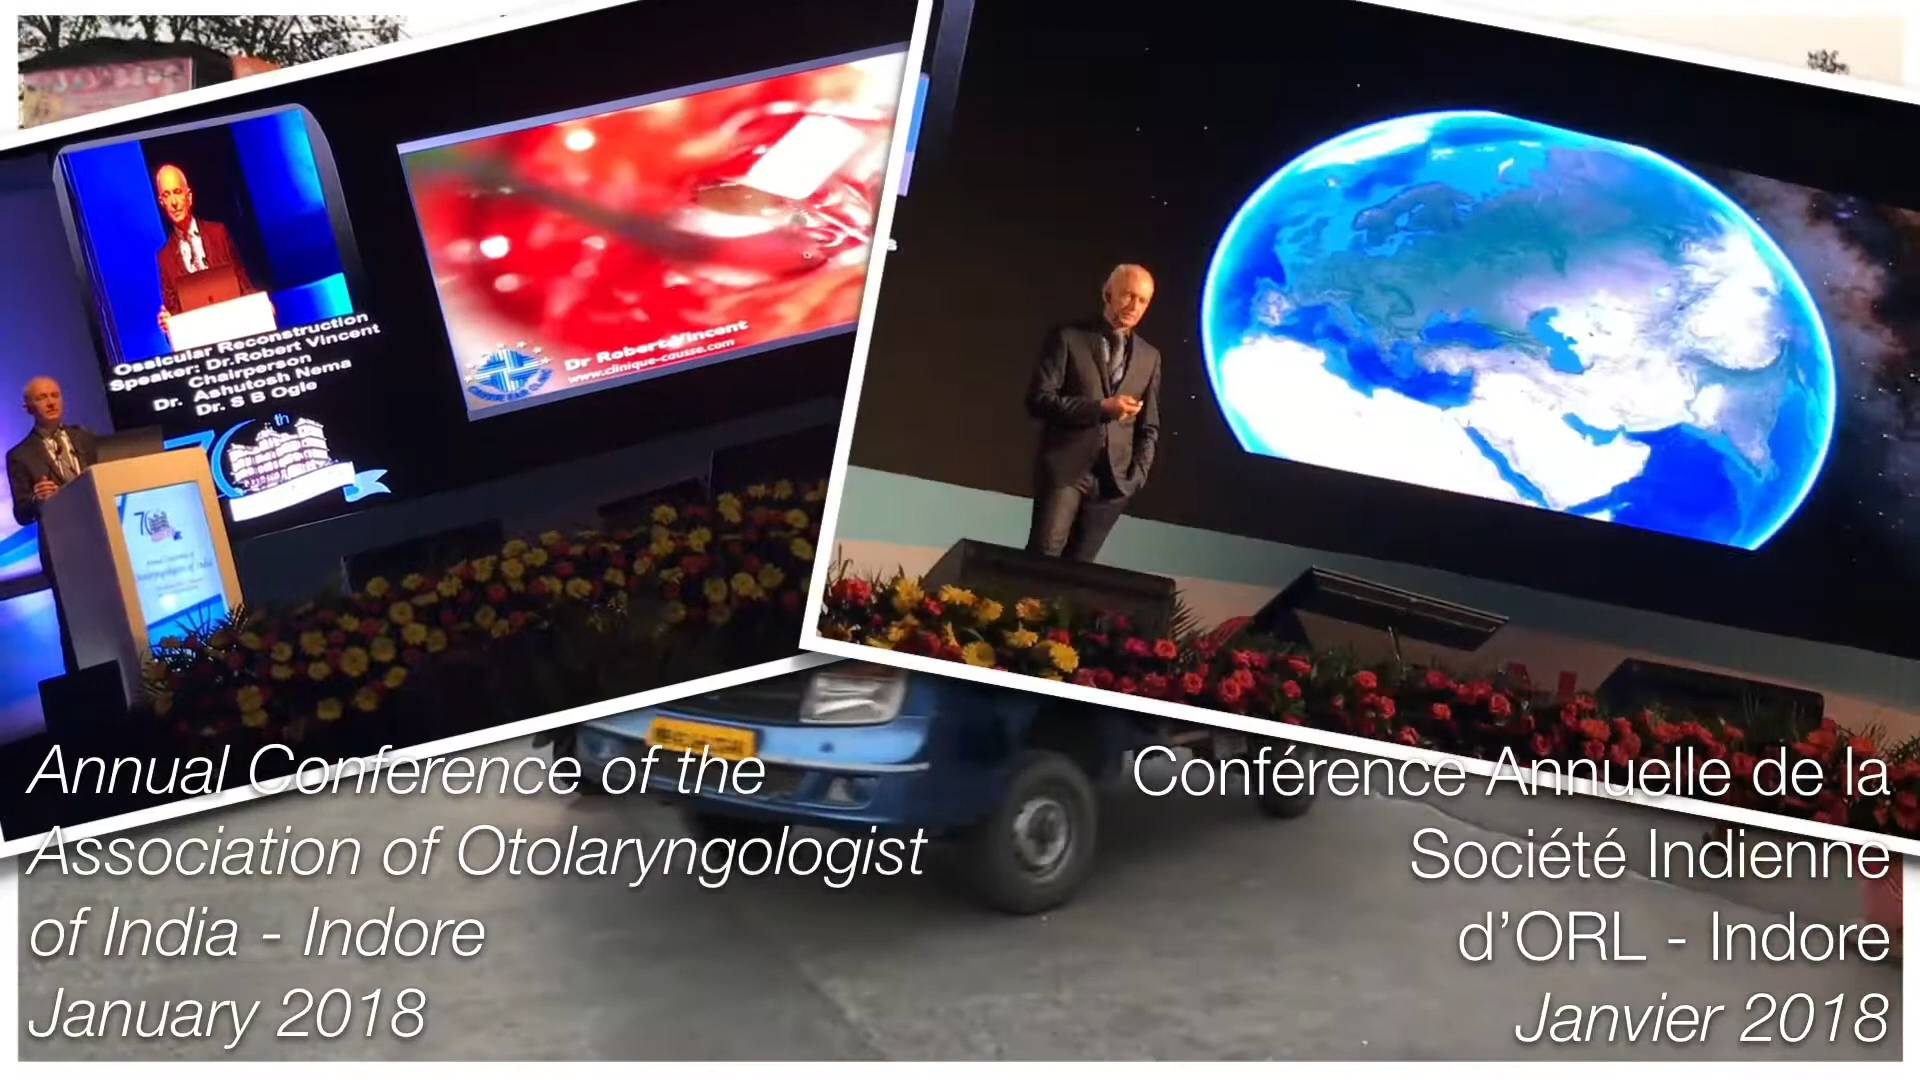 Ossicular Reconstruction
Speaker: Dr.Robert Vincent
Chairperson
Dr. Ashutosh Nema
Dr. S B Ogle
70th
Dr Robert Vincent
www.clinique-causse.com
70
Annual Conference of the
Association of Otolaryngologist
of India - Indore
January 2018
Conférence Annuelle de la
Société Indienne
d’ORL - Indore
Janvier 2018